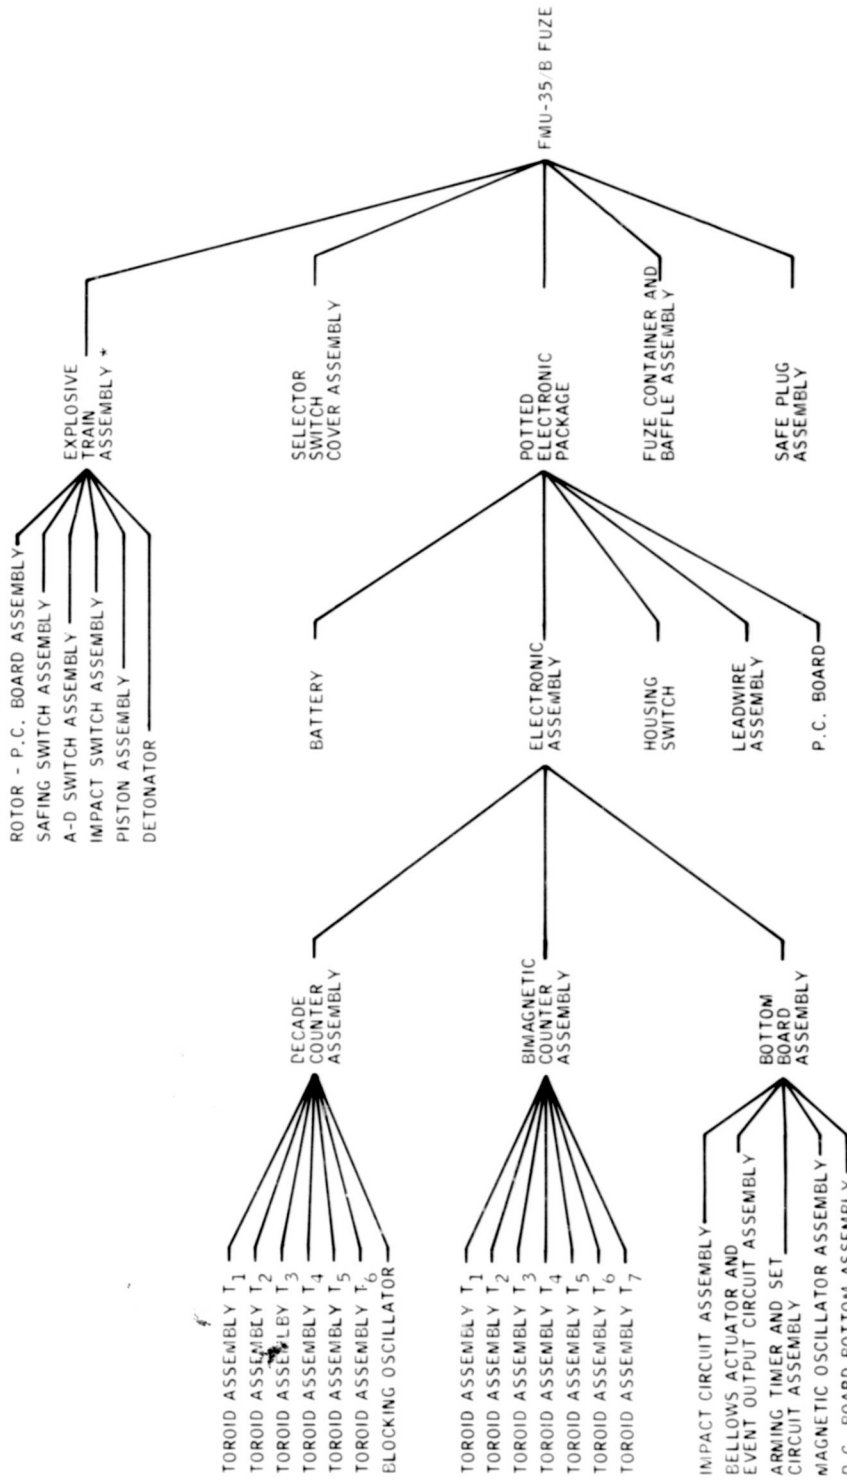 FMU-35/B FUZE
EXPLOSIVE
TRAIN
ASSEMBLY *
SELECTOR
SWITCH
COVER ASSEMBLY
POTTED
ELECTRONIC
PACKAGE
FUZE CONTAINER AND
BAFFLE ASSEMBLY
SAFE PLUG
ASSEMBLY
ROTOR - P.C. BOARD ASSEMBLY
SAFING SWITCH ASSEMBLY
A-D SWITCH ASSEMBLY
IMPACT SWITCH ASSEMBLY
PISTON ASSEMBLY
DETONATOR
BATTERY
ELECTRONIC
ASSEMBLY
HOUSING
SWITCH
LEADWIRE
ASSEMBLY
P.C. BOARD
DECADE
COUNTER
ASSEMBLY
BIMAGNETIC
COUNTER
ASSEMBLY
BOTTOM
BOARD
ASSEMBLY
TOROID ASSEMBLY T1
TOROID ASSEMBLY T2
TOROID ASSEMLBY T3
TOROID ASSEMBLY T4
TOROID ASSEMBLY T5
TOROID ASSEMBLY T6
BLOCKING OSCILLATOR
TOROID ASSEMBLY T1
TOROID ASSEMBLY T2
TOROID ASSEMBLY T3
TOROID ASSEMBLY T4
TOROID ASSEMBLY T5
TOROID ASSEMBLY T6
TOROID ASSEMBLY T7
IMPACT CIRCUIT ASSEMBLY
BELLOWS ACTUATOR AND
EVENT OUTPUT CIRCUIT ASSEMBLY
ARMING TIMER AND SET
CIRCUIT ASSEMBLY
MAGNETIC OSCILLATOR ASSEMBLY
P.C. BOARD BOTTOM ASSEMBLY